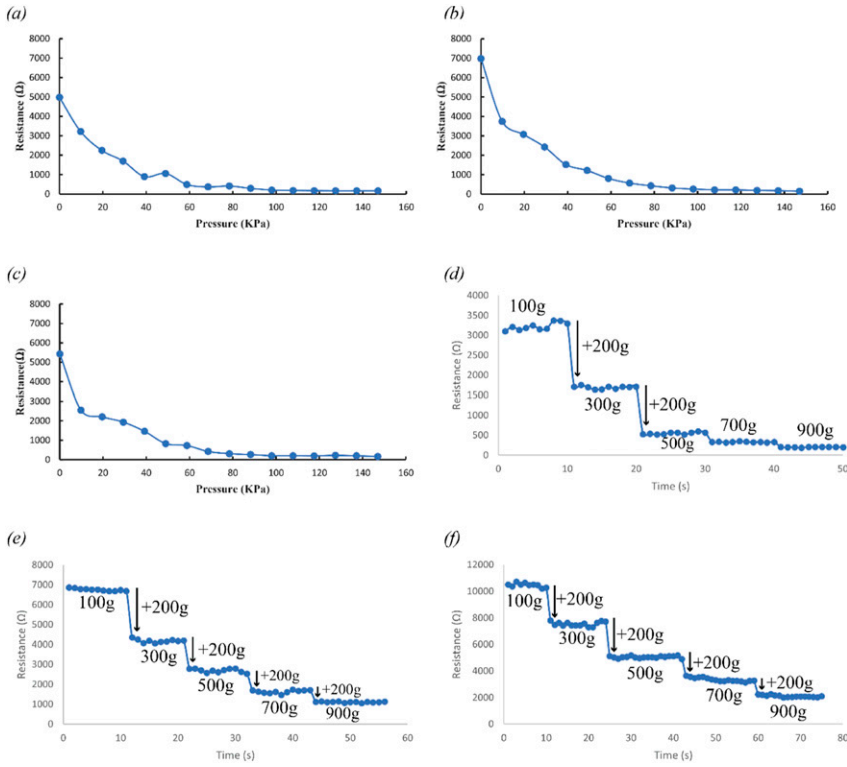 (a)
8000
7000
6000
5000
4000
3000
2000
1000
0
Resistance (Ω)
0 20 40 60 80 100 120 140 160
Pressure (KPa)
(b)
8000
7000
6000
5000
4000
3000
2000
1000
0
Resistance (Ω)
0 20 40 60 80 100 120 140 160
Pressure (KPa)
(c)
8000
7000
6000
5000
4000
3000
2000
1000
0
Resistance(Ω)
0 20 40 60 80 100 120 140 160
Pressure (KPa)
(d)
4000
3500
3000
2500
2000
1500
1000
500
0
Resistance (Ω)
100g
+200g
300g
+200g
500g
700g
900g
0 10 20 30 40 50
Time (s)
(e)
8000
7000
6000
5000
4000
3000
2000
1000
0
Resistance (Ω)
100g
+200g
300g
+200g
500g
+200g
700g
+200g
900g
0 10 20 30 40 50 60
Time (s)
(f)
12000
10000
8000
6000
4000
2000
0
Resistance (Ω)
100g
+200g
300g
+200g
500g
+200g
700g
+200g
900g
0 10 20 30 40 50 60 70 80
Time (s)